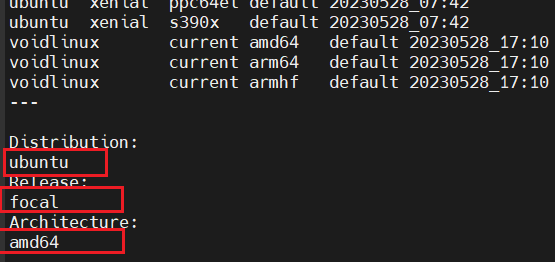 ubuntu xenial ppc64el default 20230528_07:42
ubuntu xenial s390x default 20230528_07:42
voidlinux current amd64 default 20230528_17:10
voidlinux current arm64 default 20230528_17:10
voidlinux current armhf default 20230528_17:10
---
Distribution:
ubuntu
Release:
focal
Architecture:
amd64